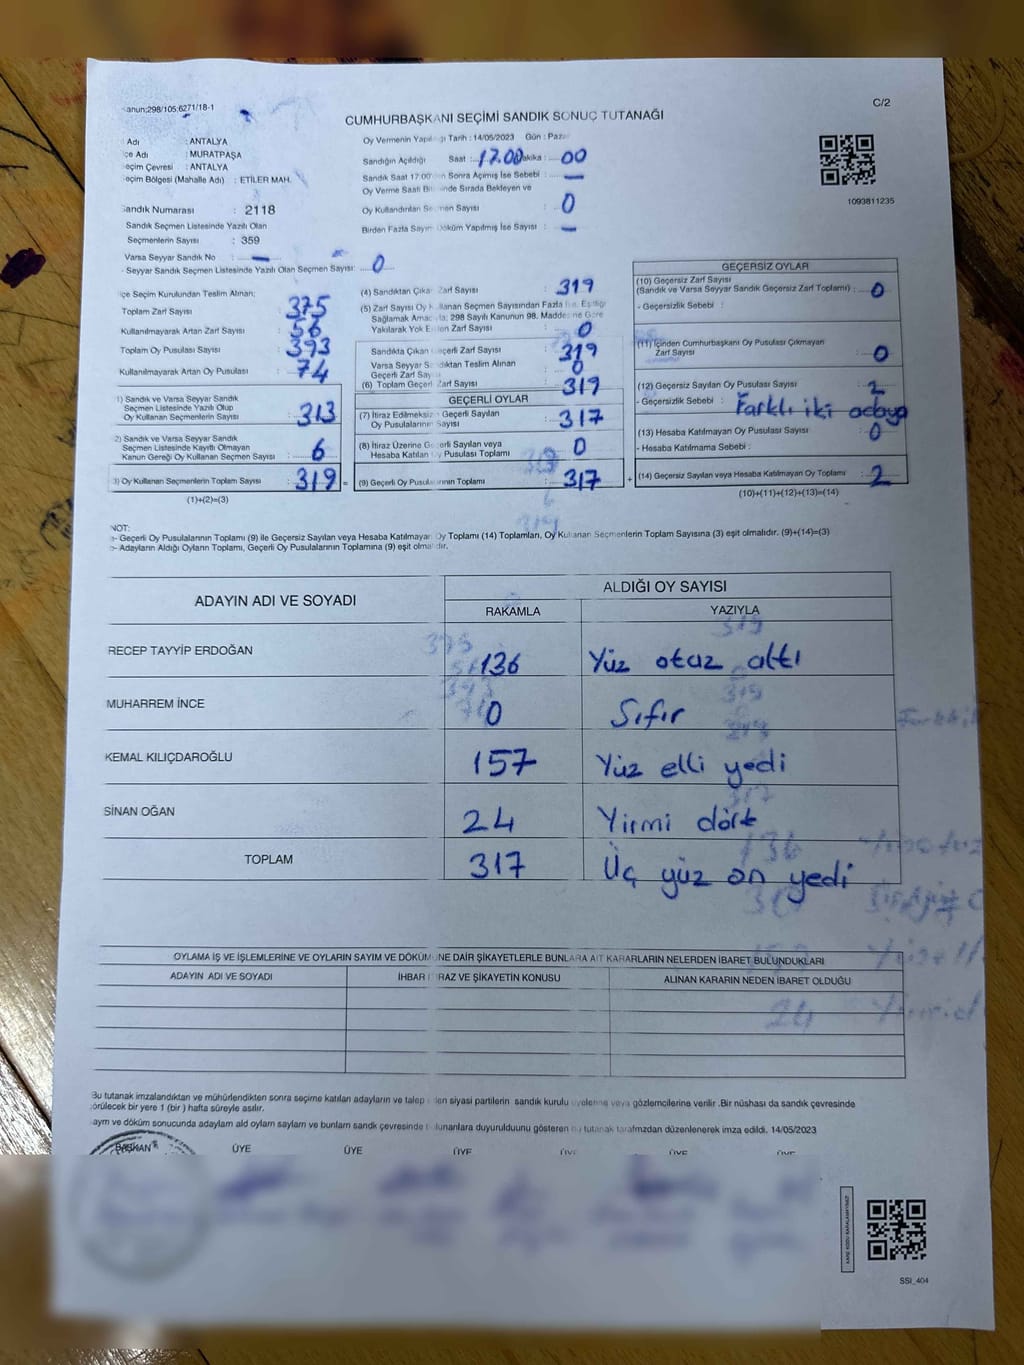 anun:298/105;6271/18-1
C/2
CUMHURBAŞKANI SEÇİMİ SANDIK SONUÇ TUTANAĞI
Adı : ANTALYA
çe Adı : MURATPAŞA
eçim Çevresi : ANTALYA
eçim Bölgesi (Mahalle Adı) : ETİLER MAH.
Sandık Numarası : 2118
Sandık Seçmen Listesinde Yazılı Olan
Seçmenlerin Sayısı : 359
Varsa Seyyar Sandık No : —
- Seyyar Sandık Seçmen Listesinde Yazılı Olan Seçmen Sayısı: 0
Oy Vermenin Yapıl ğı Tarih : 14/05/2023 Gün : Paza
Sandığın Açıldığı Saat : 17.00 Dakika : 00
Sandık Saat 17:00 n Sonra Açımış İse Sebebi : —
Oy Verme Saati Bi inde Sırada Bekleyen ve
Oy Kullandırılan Seçmen Sayısı : 0
Birden Fazla Sayım Döküm Yapılmış İse Sayısı : —
1093811235
çe Seçim Kurulundan Teslim Alınan;
Toplam Zarf Sayısı : 375
Kullanılmayarak Artan Zarf Sayısı : 56
Toplam Oy Pusulası Sayısı : 393
Kullanılmayarak Artan Oy Pusulası : 74
1) Sandık ve Varsa Seyyar Sandık
Seçmen Listesinde Yazılı Olup
Oy Kullanan Seçmenlerin Sayısı : 313
2) Sandık ve Varsa Seyyar Sandık
Seçmen Listesinde Kayıtlı Olmayan
Kanun Gereği Oy Kullanan Seçmen Sayısı : 6
3) Oy Kullanan Seçmenlerin Toplam Sayısı : 319 =
(1)+(2)=(3)
(4) Sandıktan Çıkan Zarf Sayısı : 319
(5) Zarf Sayısı Oy Kullanan Seçmen Sayısından Fazla İse, Eşitliği
Sağlamak Amacıyla; 298 Sayılı Kanunun 98. Maddesine Göre
Yakılarak Yok Edilen Zarf Sayısı : 0
Sandıkta Çıkan Geçerli Zarf Sayısı : 319
Varsa Seyyar Sandıktan Teslim Alınan
Geçerli Zarf Sayısı : 0
(6) Toplam Geçerli Zarf Sayısı : 319
GEÇERLİ OYLAR
(7) İtiraz Edilmeksizin Geçerli Sayılan
Oy Pusulalarının Sayısı : 317
(8) İtiraz Üzerine Geçerli Sayılan veya
Hesaba Katılan Oy Pusulası Toplamı : 0
(9) Geçerli Oy Pusulalarının Toplamı : 317 +
GEÇERSİZ OYLAR
(10) Geçersiz Zarf Sayısı
(Sandık ve Varsa Seyyar Sandık Geçersiz Zarf Toplamı) : 0
- Geçersizlik Sebebi :
(11) İçinden Cumhurbaşkanı Oy Pusulası Çıkmayan
Zarf Sayısı : 0
(12) Geçersiz Sayılan Oy Pusulası Sayısı : 2
- Geçersizlik Sebebi : Farklı iki adaya
(13) Hesaba Katılmayan Oy Pusulası Sayısı : 0
- Hesaba Katılmama Sebebi :
(14) Geçersiz Sayılan veya Hesaba Katılmayan Oy Toplamı : 2
(10)+(11)+(12)+(13)=(14)
NOT:
- Geçerli Oy Pusulalarının Toplamı (9) ile Geçersiz Sayılan veya Hesaba Katılmayan Oy Toplamı (14) Toplamları, Oy Kullanan Seçmenlerin Toplam Sayısına (3) eşit olmalıdır. (9)+(14)=(3)
- Adayların Aldığı Oyların Toplamı, Geçerli Oy Pusulalarının Toplamına (9) eşit olmalıdır.
ADAYIN ADI VE SOYADI
ALDIĞI OY SAYISI
RAKAMLA YAZIYLA
RECEP TAYYİP ERDOĞAN 136 Yüz otuz altı
MUHARREM İNCE 0 Sıfır
KEMAL KILIÇDAROĞLU 157 Yüz elli yedi
SİNAN OĞAN 24 Yirmi dört
TOPLAM 317 Üç yüz on yedi
OYLAMA İŞ VE İŞLEMLERİNE VE OYLARIN SAYIM VE DÖKÜMÜNE DAİR ŞİKAYETLERLE BUNLARA AİT KARARLARIN NELERDEN İBARET BULUNDUKLARI
ADAYIN ADI VE SOYADI İHBAR İTİRAZ VE ŞİKAYETİN KONUSU ALINAN KARARIN NEDEN İBARET OLDUĞU
Bu tutanak imzalandıktan ve mühürlendikten sonra seçime katılan adayların ve talep eden siyasi partilerin sandık kurulu üyelerine veya gözlemcilerine verilir .Bir nüshası da sandık çevresinde
örülecek bir yere 1 (bir ) hafta süreyle asılır.
ayım ve döküm sonucunda adayların aldı oyların sayıları ve bunların sandık çevresinde bulunanlara duyurulduunu gösteren bu tutanak tarafımzdan düzenlenerek imza edildi. 14/05/2023
BAŞKAN ÜYE ÜYE ÜYE ÜYE ÜYE ÜYE
SSİ_404